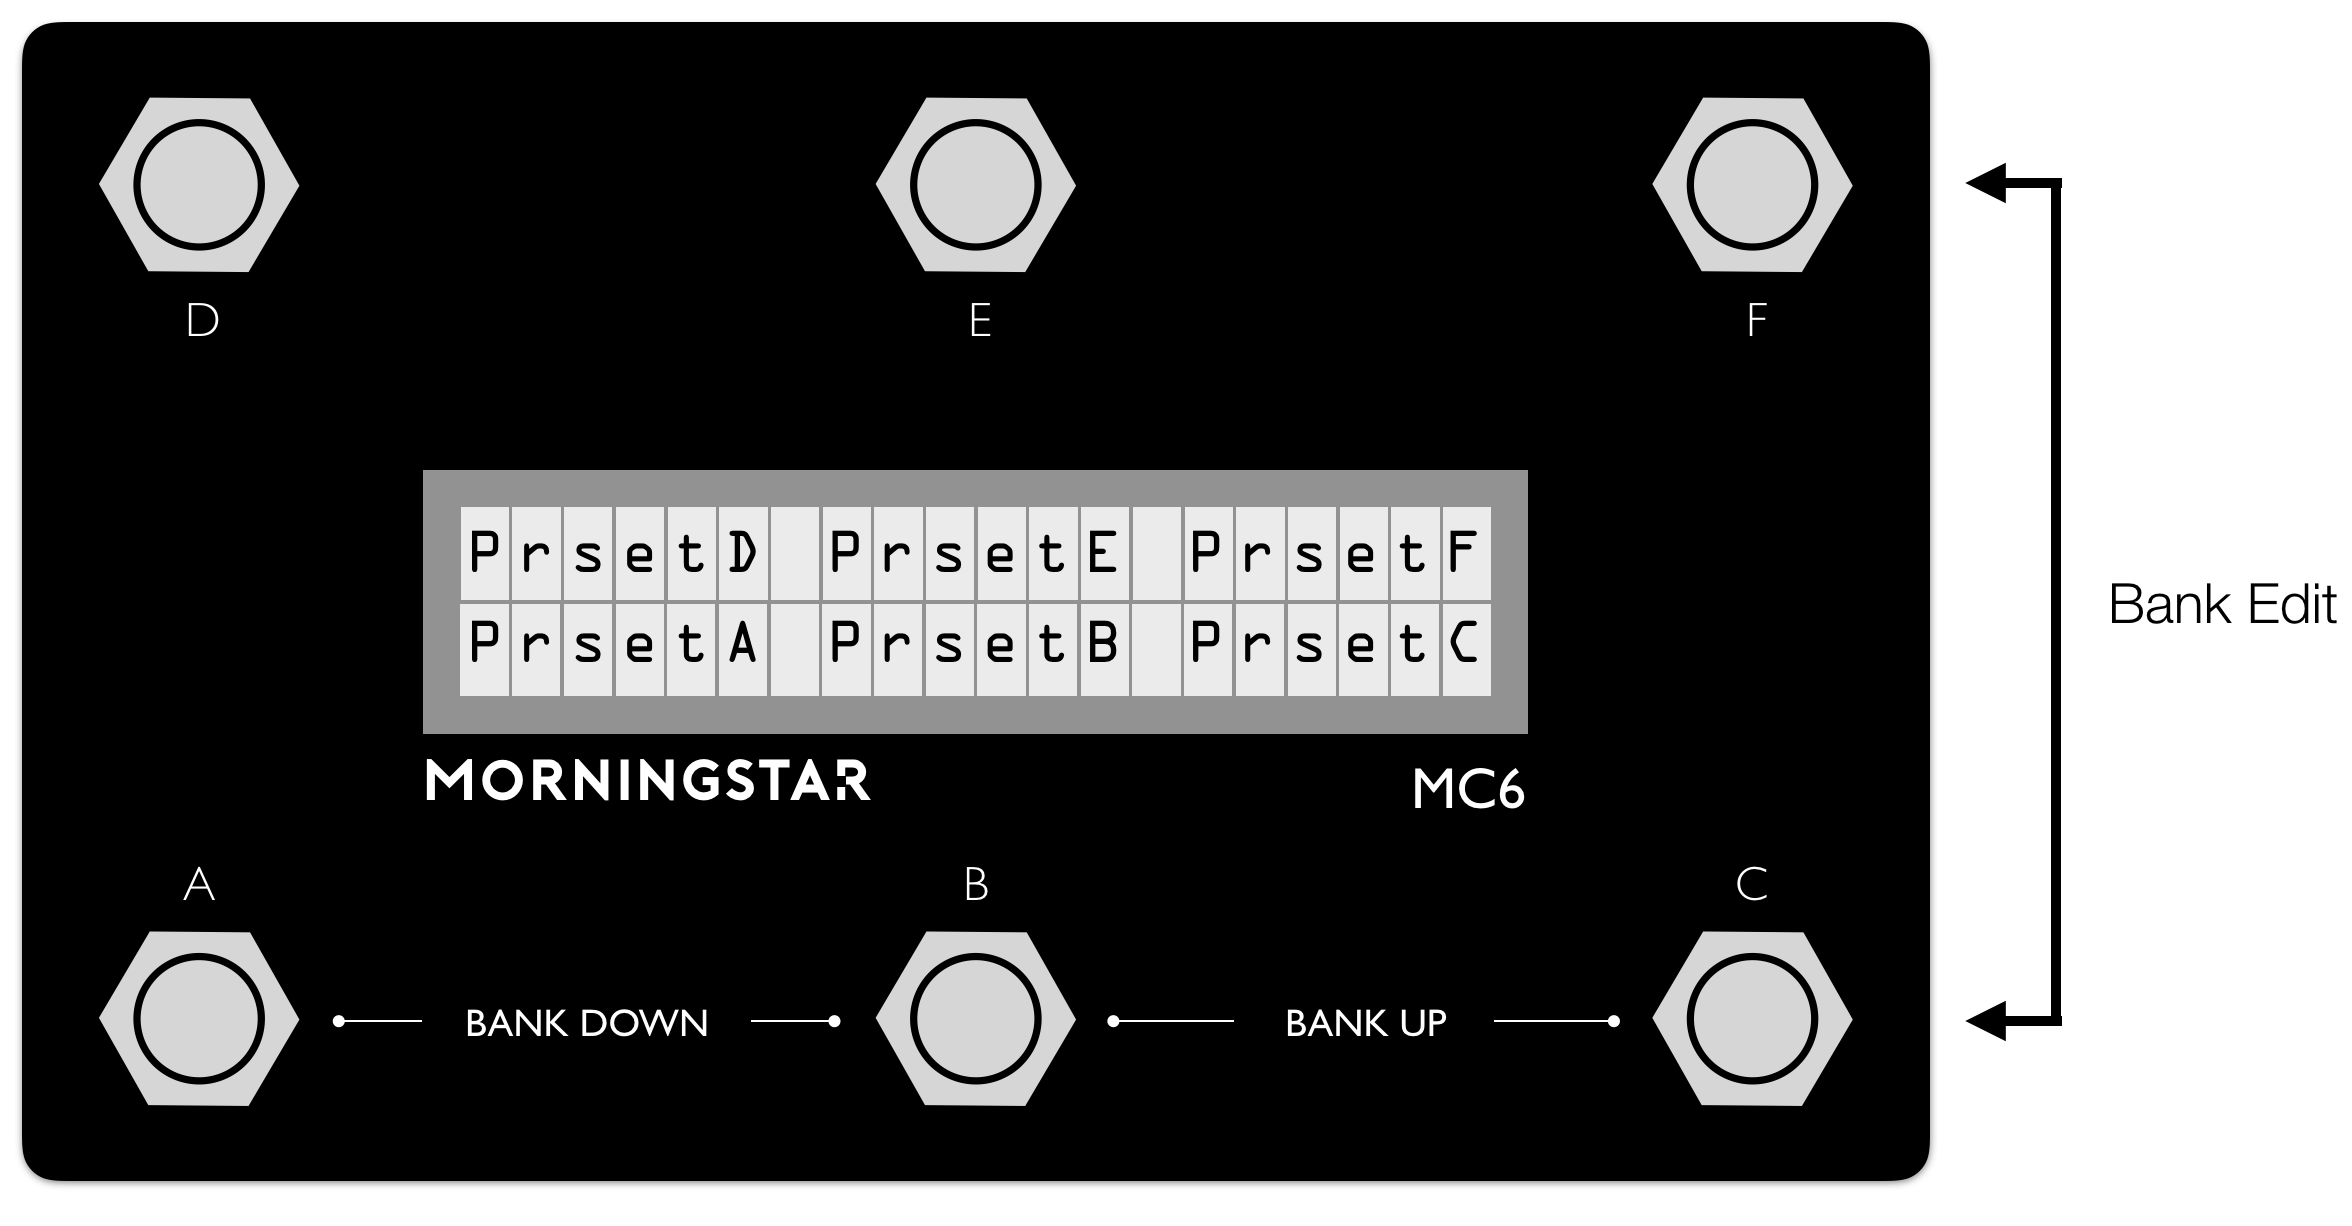 D E F
PrsetD PrsetE PrsetF
PrsetA PrsetB PrsetC
Bank Edit
MORNINGSTAR MC6
A B C
BANK DOWN BANK UP